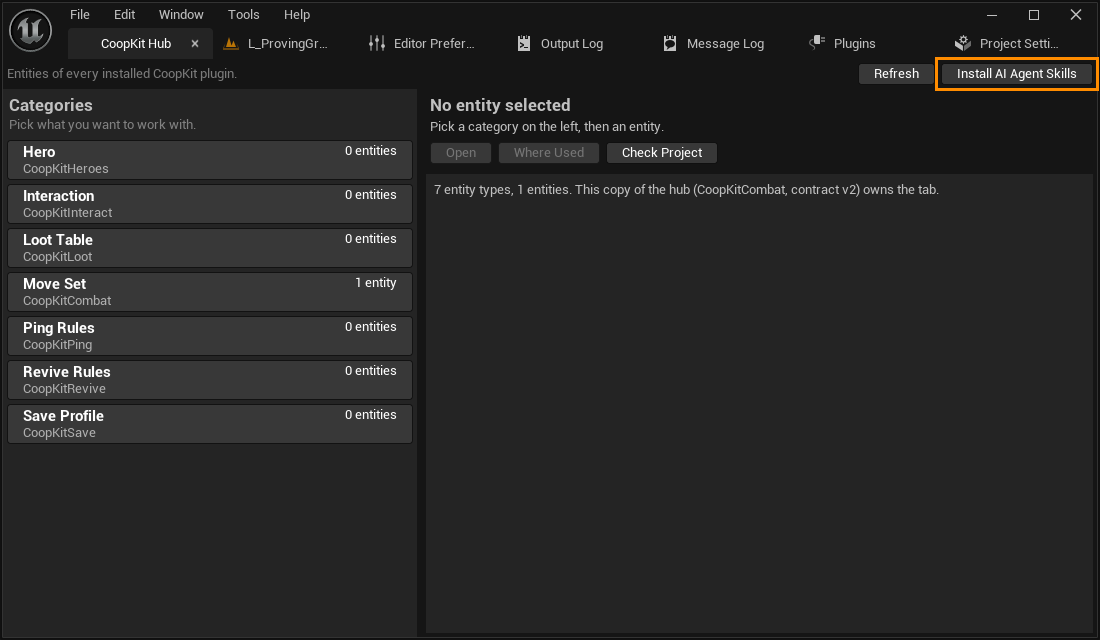 File Edit Window Tools Help
CoopKit Hub L_ProvingGr... Editor Prefer... Output Log Message Log Plugins Project Setti...
Entities of every installed CoopKit plugin. Refresh Install AI Agent Skills
Categories
Pick what you want to work with.
Hero 0 entities
CoopKitHeroes
Interaction 0 entities
CoopKitInteract
Loot Table 0 entities
CoopKitLoot
Move Set 1 entity
CoopKitCombat
Ping Rules 0 entities
CoopKitPing
Revive Rules 0 entities
CoopKitRevive
Save Profile 0 entities
CoopKitSave
No entity selected
Pick a category on the left, then an entity.
Open Where Used Check Project
7 entity types, 1 entities. This copy of the hub (CoopKitCombat, contract v2) owns the tab.